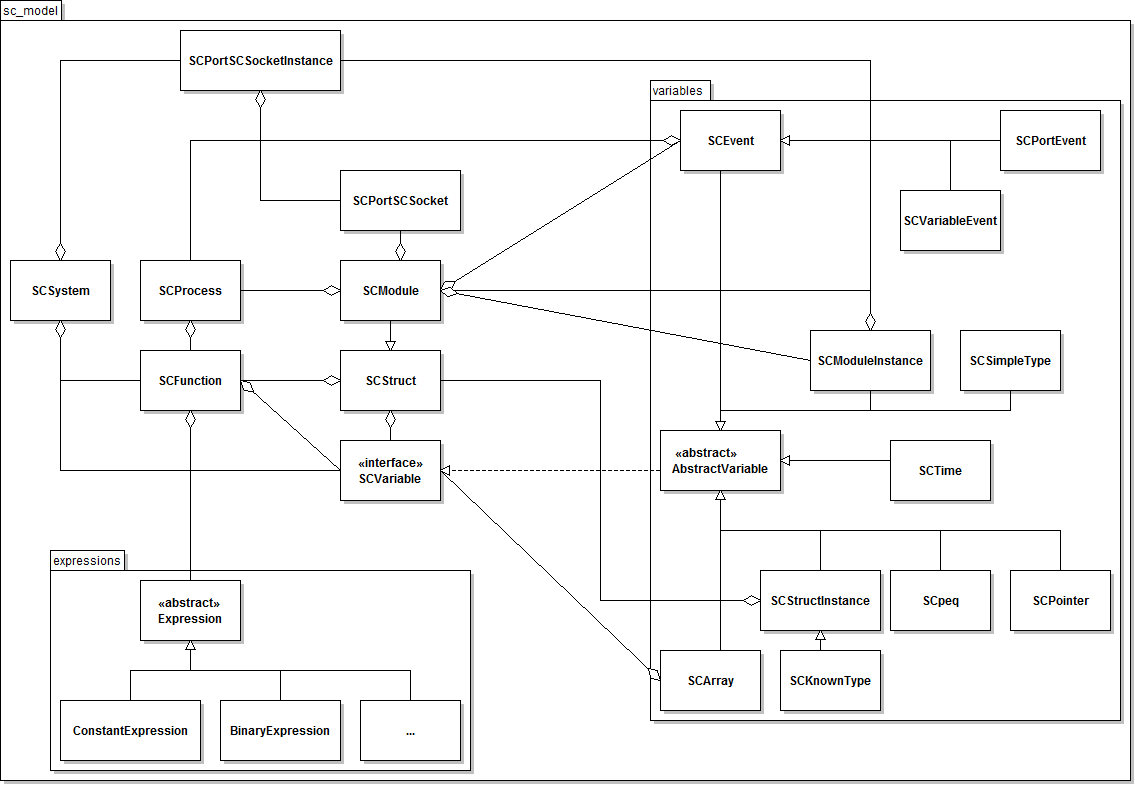 sc_model
SCPortSCSocketInstance
variables
SCEvent
SCPortEvent
SCPortSCSocket
SCVariableEvent
SCSystem
SCProcess
SCModule
SCModuleInstance
SCSimpleType
SCFunction
SCStruct
«interface»
SCVariable
«abstract»
AbstractVariable
SCTime
expressions
«abstract»
Expression
SCStructInstance
SCpeq
SCPointer
SCArray
SCKnownType
ConstantExpression
BinaryExpression
...